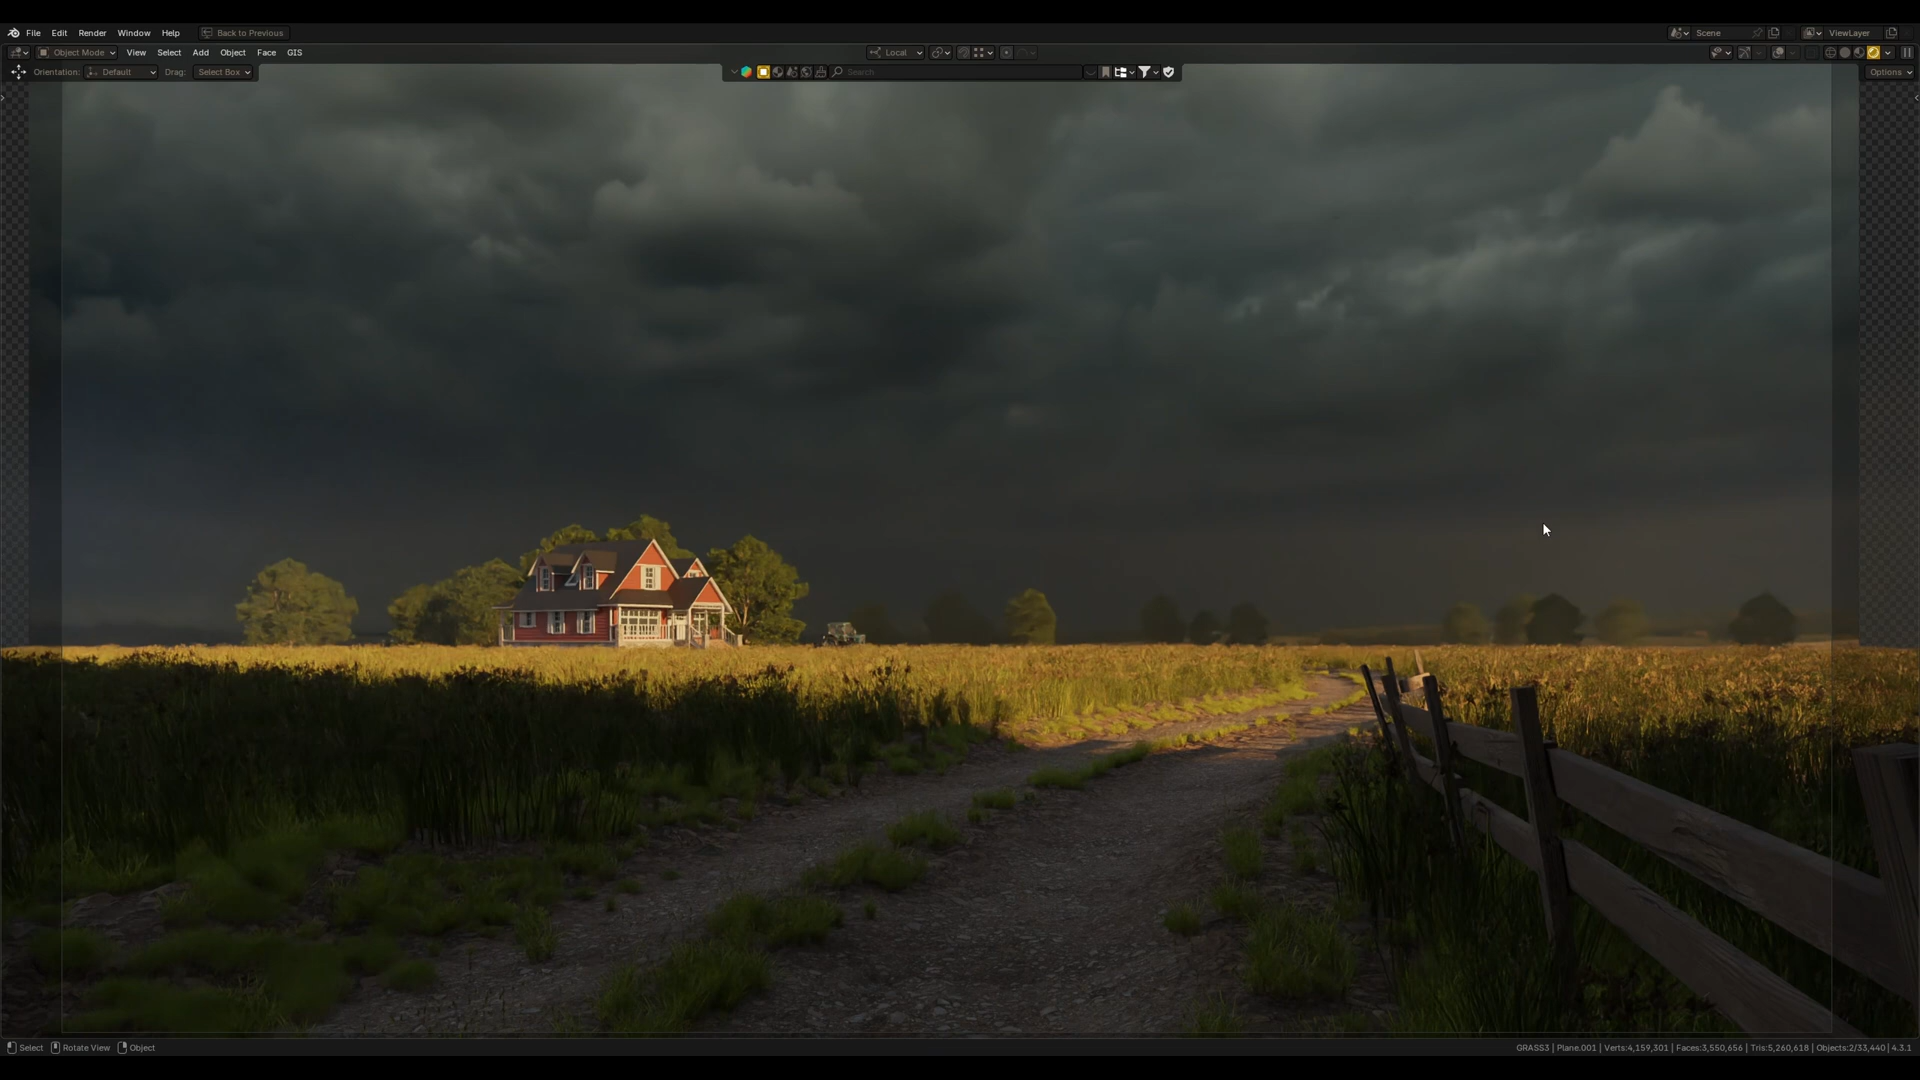 File Edit Render Window Help Back to Previous Scene ViewLayer
Object Mode View Select Add Object Face GIS Local
Orientation: Default Drag: Select Box Search Options
Select Rotate View Object GRASS3 | Plane.001 | Verts:4,159,301 | Faces:3,550,656 | Tris:5,260,618 | Objects:2/33,440 | 4.3.1